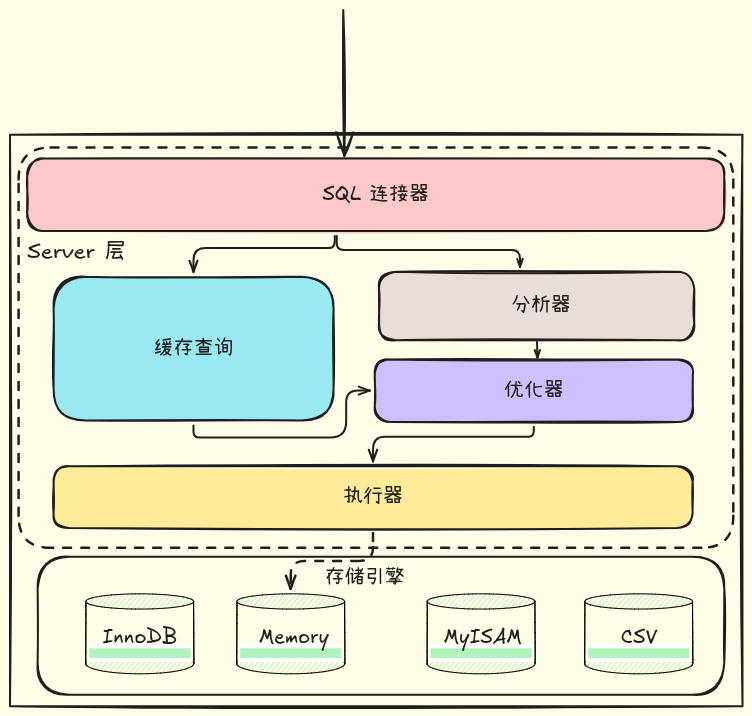 SQL 连接器
Server 层
缓存查询
分析器
优化器
执行器
存储引擎
InnoDB
Memory
MyISAM
CSV